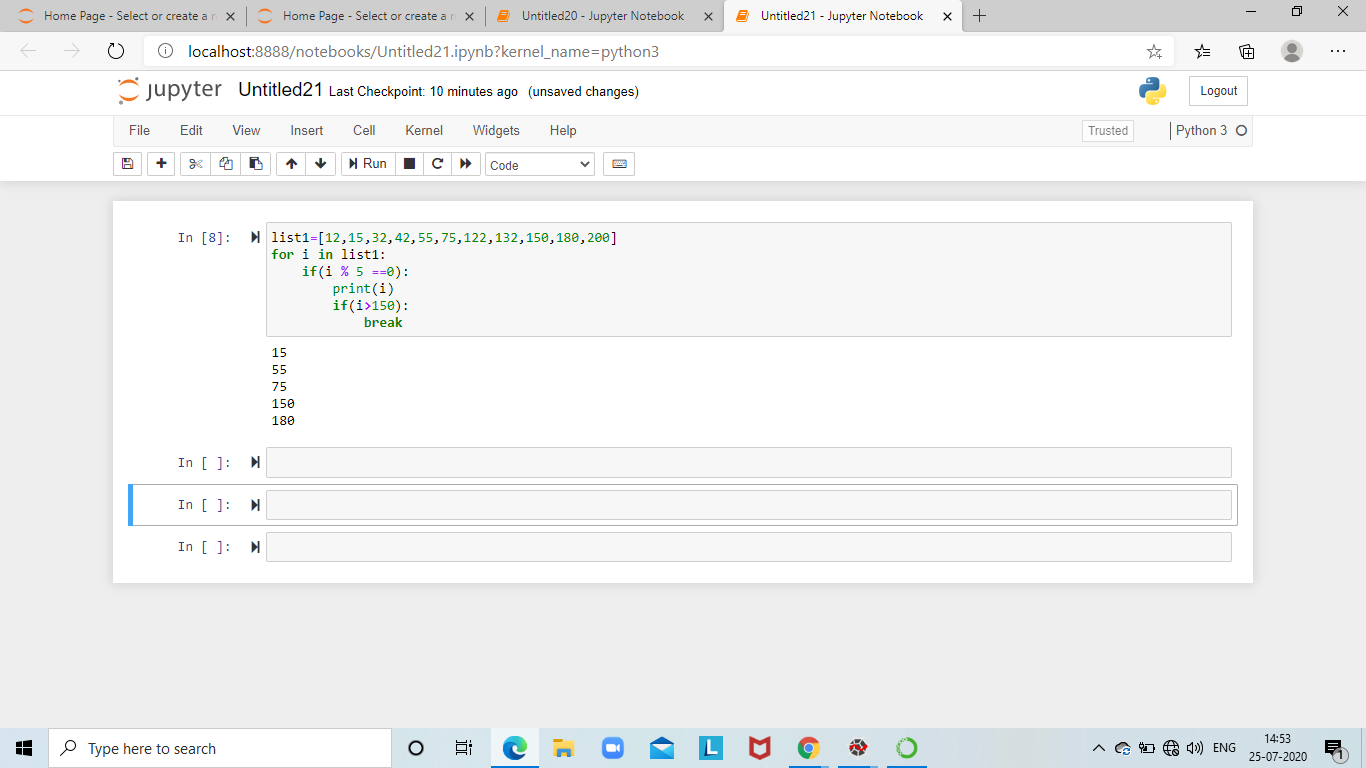 Home Page - Select or create a n
Home Page - Select or create a n
Untitled20 - Jupyter Notebook
Untitled21 - Jupyter Notebook
localhost:8888/notebooks/Untitled21.ipynb?kernel_name=python3
jupyter Untitled21 Last Checkpoint: 10 minutes ago (unsaved changes)
Logout
File Edit View Insert Cell Kernel Widgets Help
Trusted
Python 3
Run
Code
In [8]:
list1=[12,15,32,42,55,75,122,132,150,180,200]
for i in list1:
    if(i % 5 ==0):
        print(i)
        if(i>150):
            break
15
55
75
150
180
In [ ]:
In [ ]:
In [ ]:
Type here to search
L
ENG
14:53
25-07-2020
1